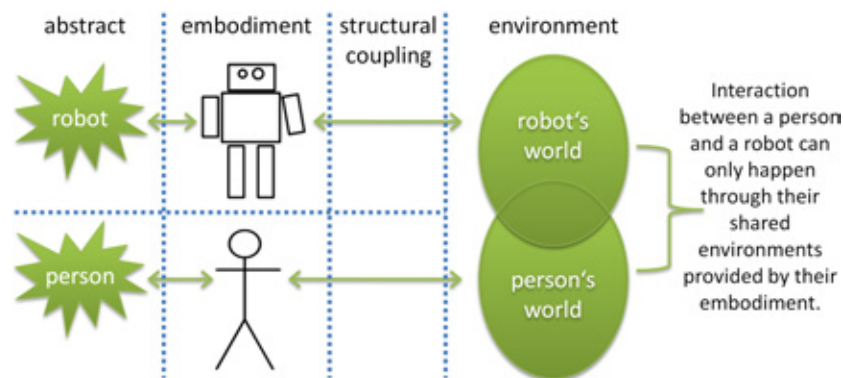 abstract
embodiment
structural
coupling
environment
robot
robot's
world
person
person's
world
Interaction
between a person
and a robot can
only happen
through their
shared
environments
provided by their
embodiment.